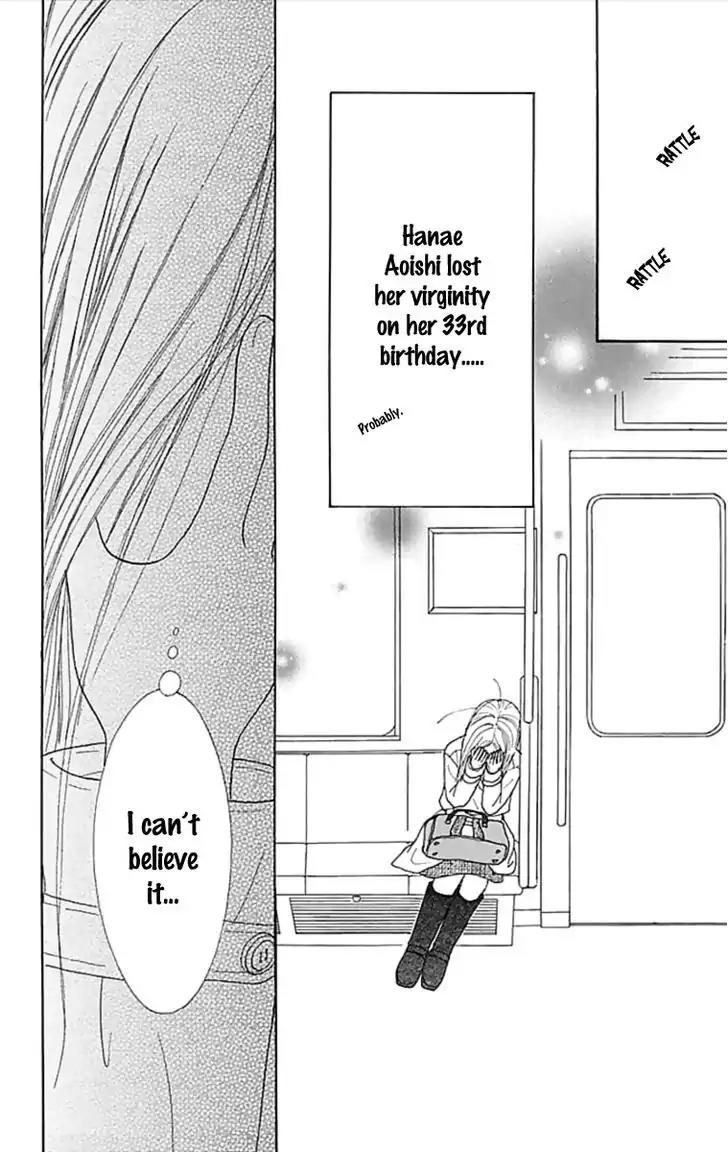 RATTLE
RATTLE
Hanae
Aoishi lost
her virginity
on her 33rd
birthday.....
Probably.
I can't
believe
it...